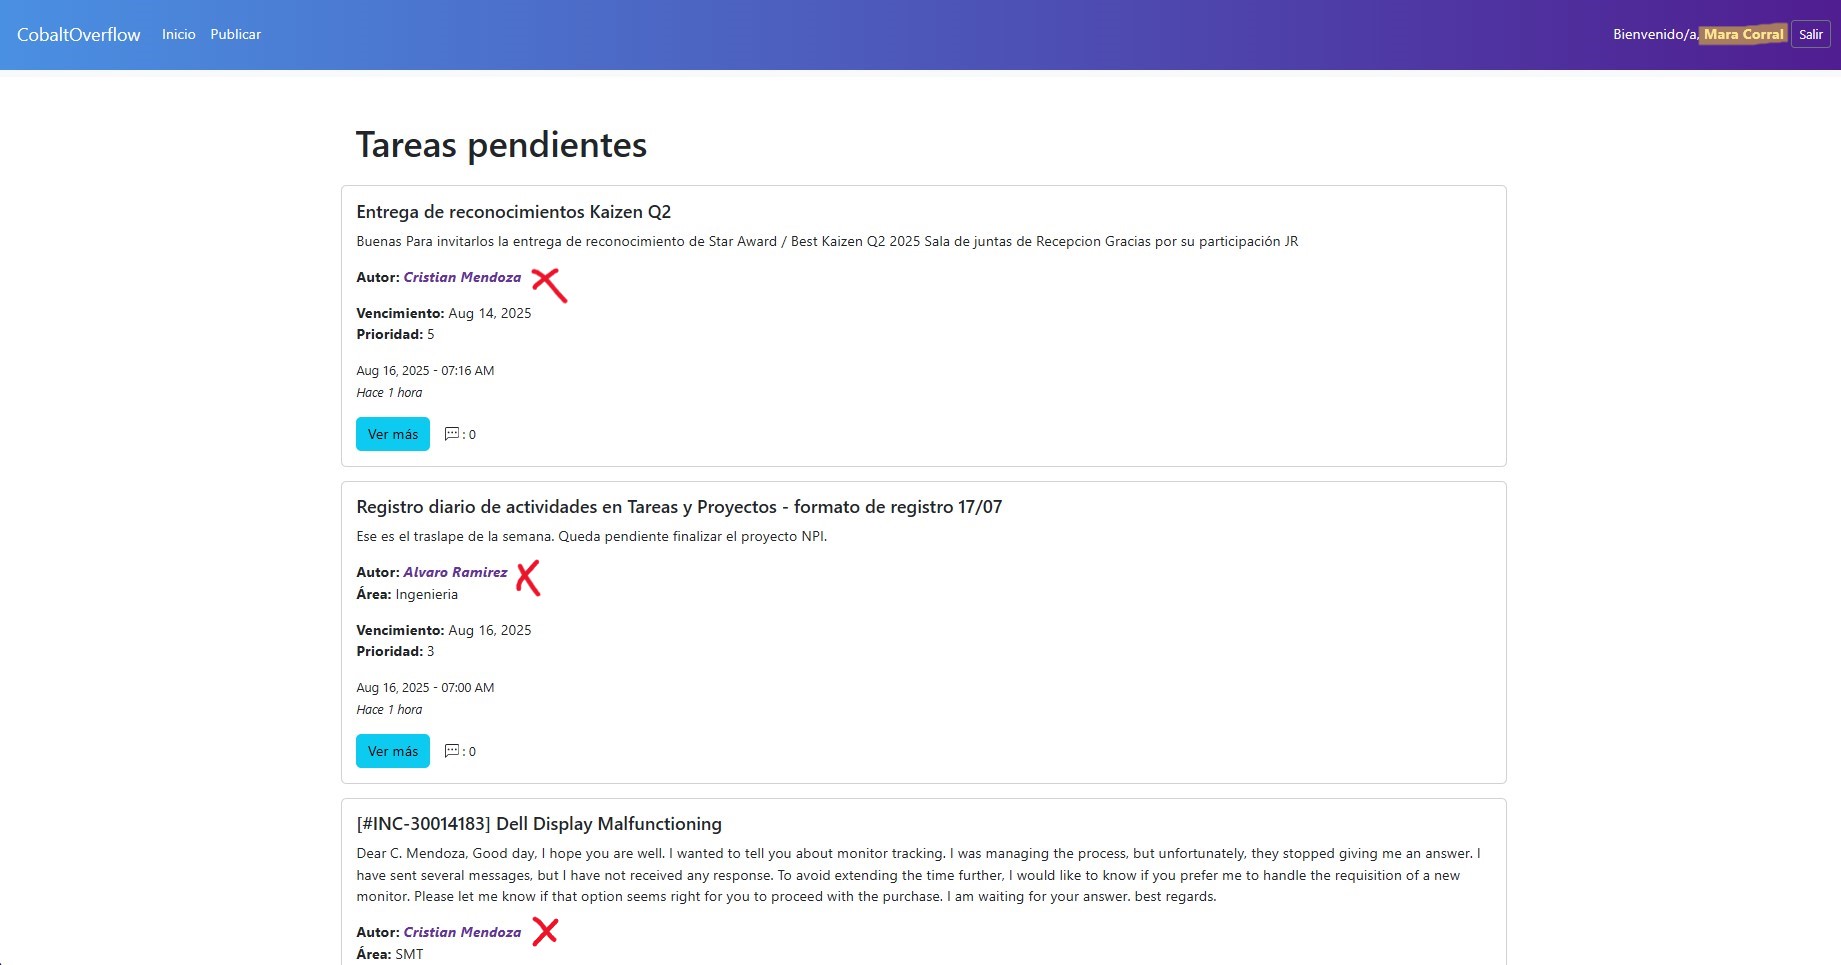 CobaltOverflow Inicio Publicar Bienvenido/a, Mara Corral Salir
Tareas pendientes
Entrega de reconocimientos Kaizen Q2
Buenas Para invitarlos la entrega de reconocimiento de Star Award / Best Kaizen Q2 2025 Sala de juntas de Recepcion Gracias por su participación JR
Autor: Cristian Mendoza
Vencimiento: Aug 14, 2025
Prioridad: 5
Aug 16, 2025 - 07:16 AM
Hace 1 hora
Ver más : 0
Registro diario de actividades en Tareas y Proyectos - formato de registro 17/07
Ese es el traslape de la semana. Queda pendiente finalizar el proyecto NPI.
Autor: Alvaro Ramirez
Área: Ingenieria
Vencimiento: Aug 16, 2025
Prioridad: 3
Aug 16, 2025 - 07:00 AM
Hace 1 hora
Ver más : 0
[#INC-30014183] Dell Display Malfunctioning
Dear C. Mendoza, Good day, I hope you are well. I wanted to tell you about monitor tracking. I was managing the process, but unfortunately, they stopped giving me an answer. I
have sent several messages, but I have not received any response. To avoid extending the time further, I would like to know if you prefer me to handle the requisition of a new
monitor. Please let me know if that option seems right for you to proceed with the purchase. I am waiting for your answer. best regards.
Autor: Cristian Mendoza
Área: SMT